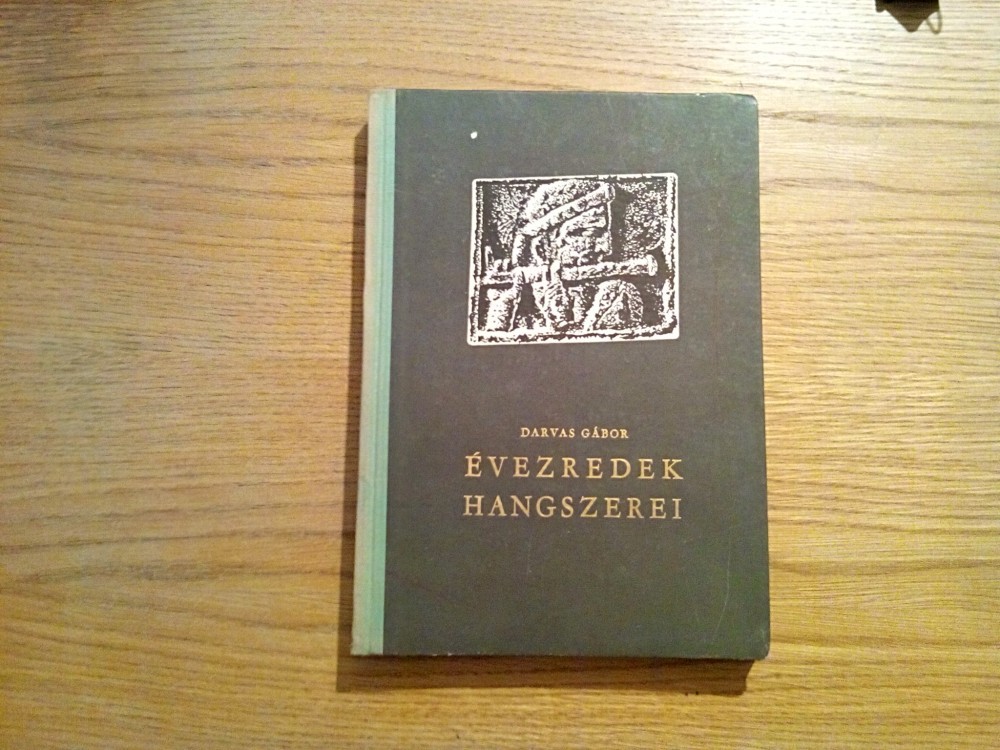 DARVAS GÁBOR
ÉVEZREDEK
HANGSZEREI